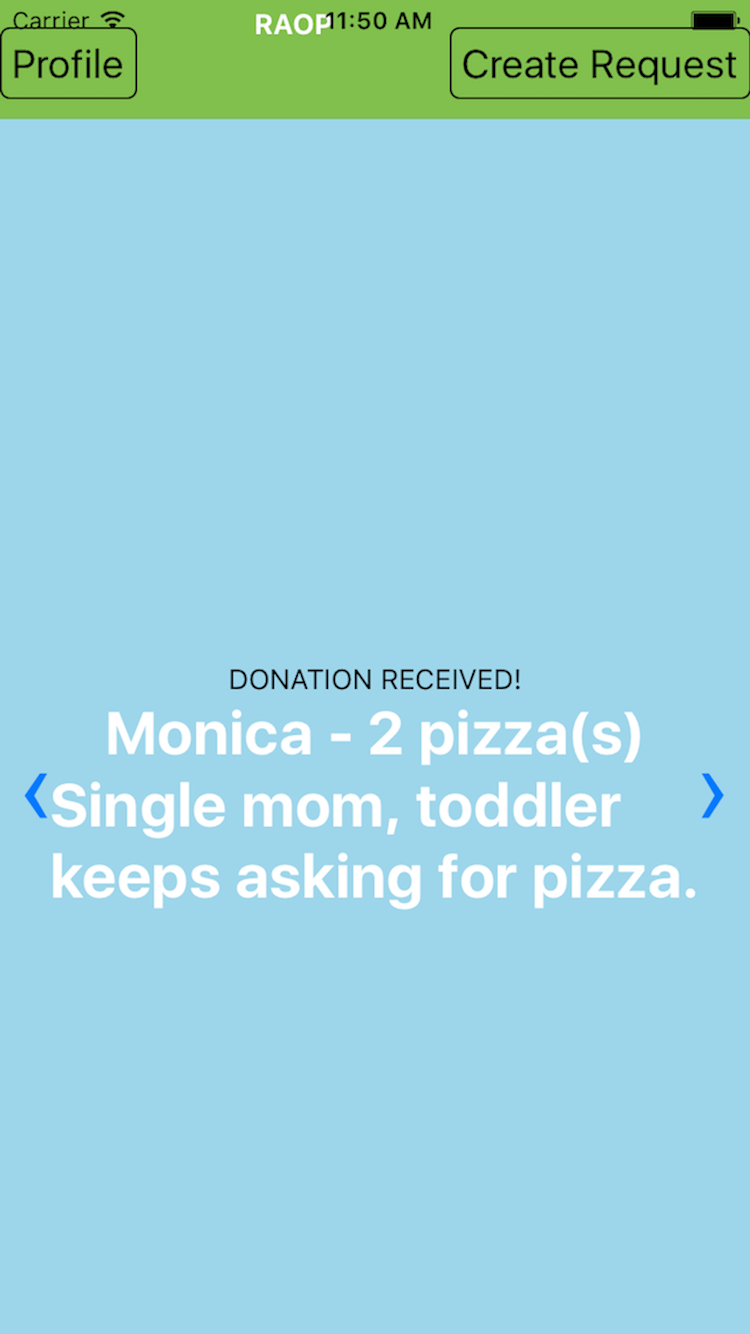 Carrier RAOP 11:50 AM
Profile Create Request
DONATION RECEIVED!
Monica - 2 pizza(s)
Single mom, toddler
keeps asking for pizza.